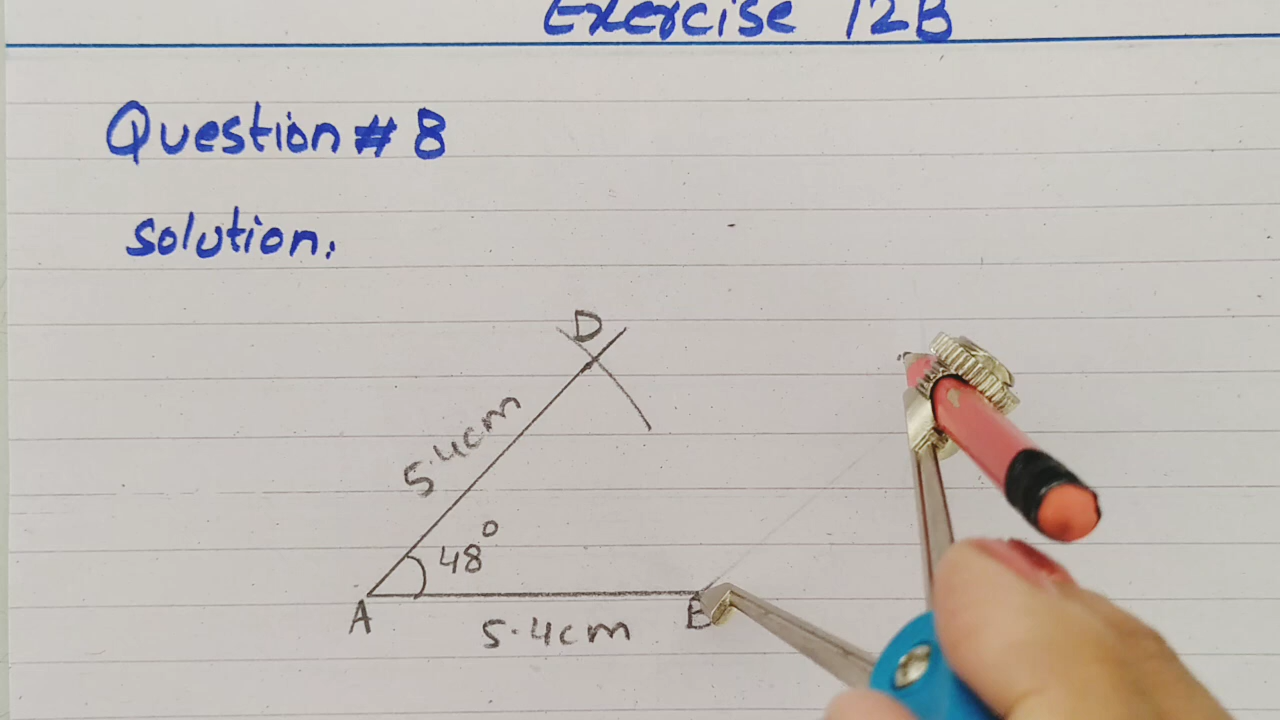 Exercise 12B
Question # 8
Solution:
D
5.4cm
48°
A
B
5.4cm